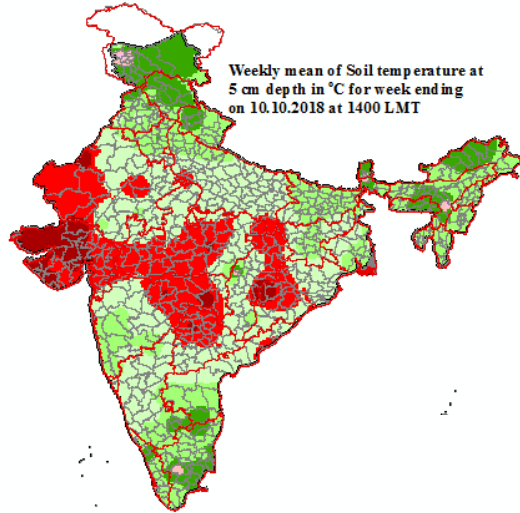 Weekly mean of Soil temperature at
5 cm depth in °C for week ending
on 10.10.2018 at 1400 LMT